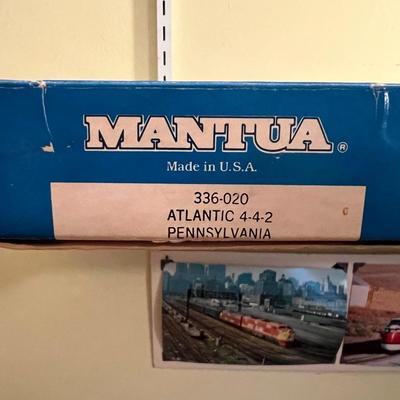 MANTUA®
Made in U.S.A.
336-020
ATLANTIC 4-4-2
PENNSYLVANIA